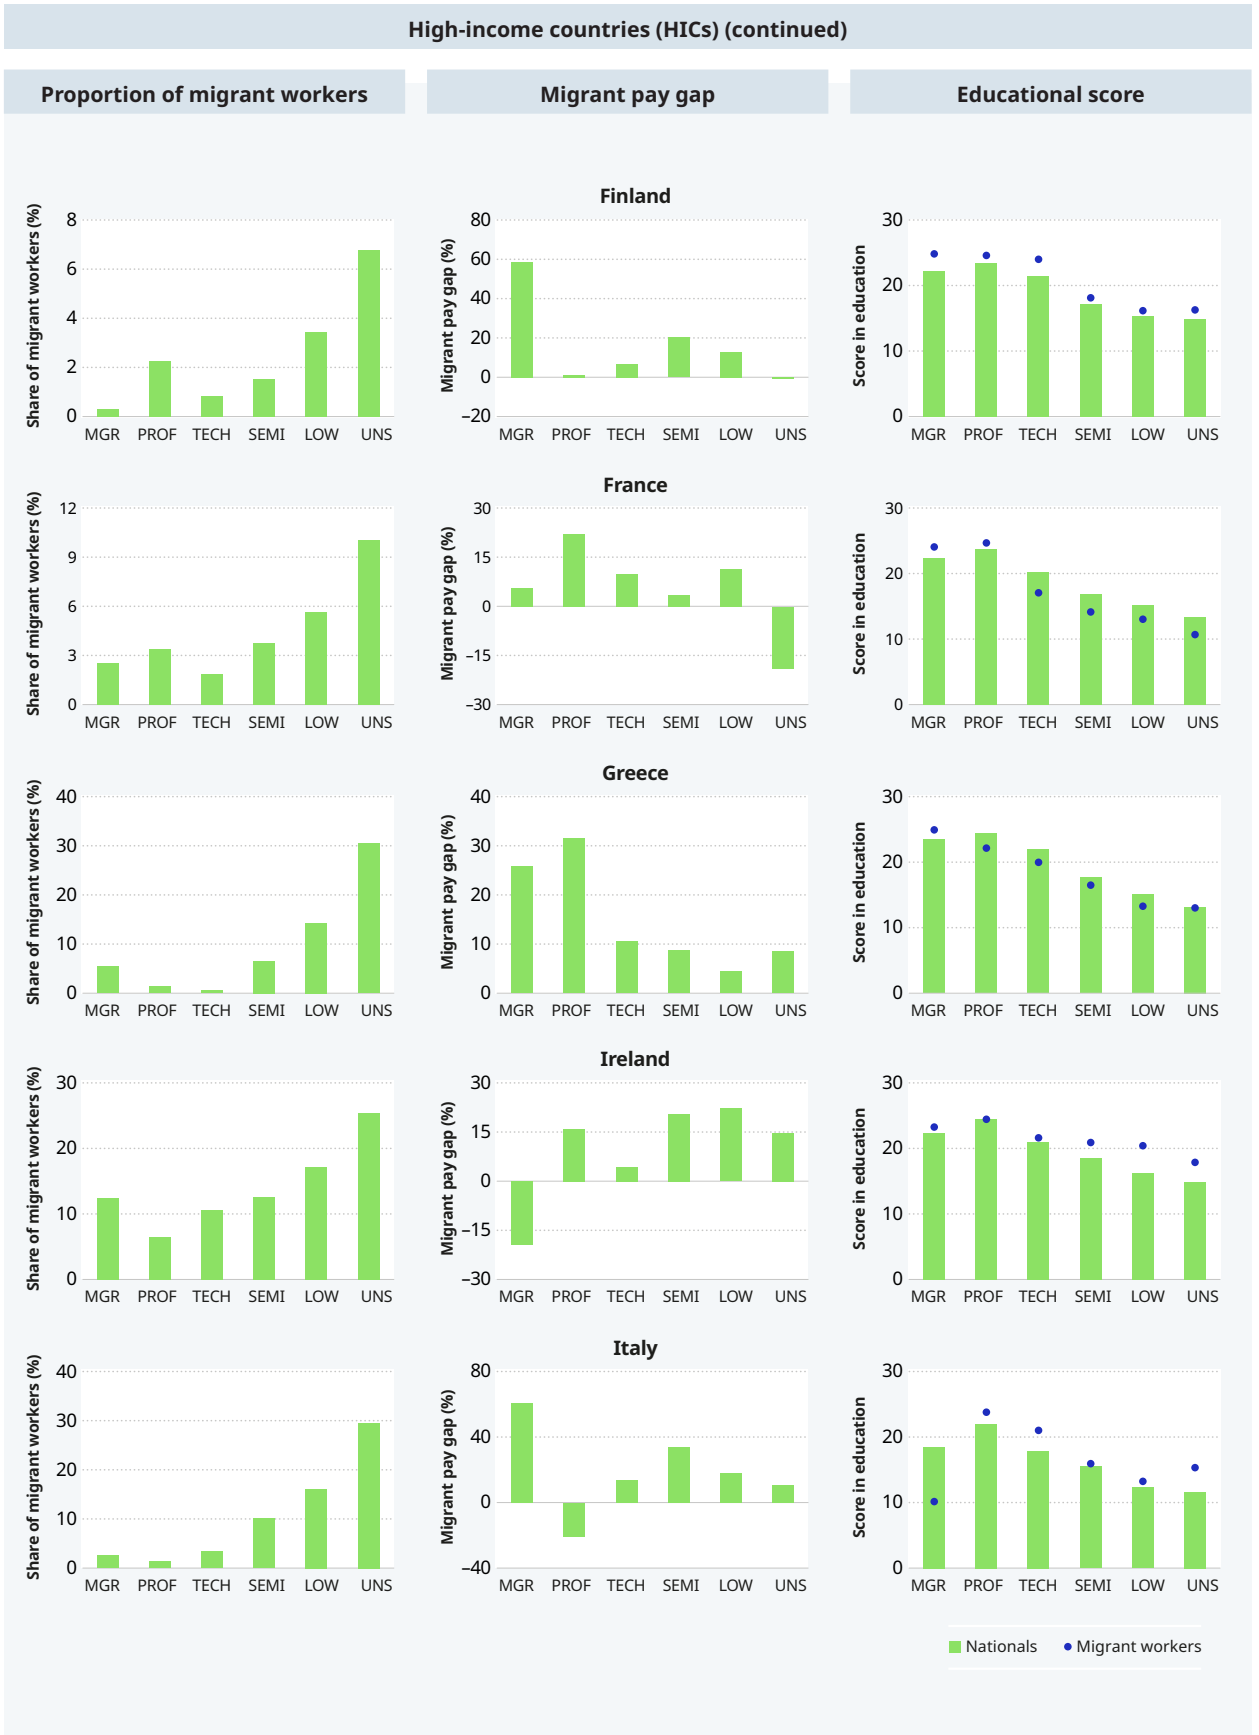 High-income countries (HICs) (continued)
Proportion of migrant workers
Migrant pay gap
Educational score
Finland
Share of migrant workers (%)
8
6
4
2
0
MGR PROF TECH SEMI LOW UNS
Migrant pay gap (%)
80
60
40
20
0
–20
MGR PROF TECH SEMI LOW UNS
Score in education
30
20
10
0
MGR PROF TECH SEMI LOW UNS
France
Share of migrant workers (%)
12
9
6
3
0
MGR PROF TECH SEMI LOW UNS
Migrant pay gap (%)
30
15
0
–15
–30
MGR PROF TECH SEMI LOW UNS
Score in education
30
20
10
0
MGR PROF TECH SEMI LOW UNS
Greece
Share of migrant workers (%)
40
30
20
10
0
MGR PROF TECH SEMI LOW UNS
Migrant pay gap (%)
40
30
20
10
0
MGR PROF TECH SEMI LOW UNS
Score in education
30
20
10
0
MGR PROF TECH SEMI LOW UNS
Ireland
Share of migrant workers (%)
30
20
10
0
MGR PROF TECH SEMI LOW UNS
Migrant pay gap (%)
30
15
0
–15
–30
MGR PROF TECH SEMI LOW UNS
Score in education
30
20
10
0
MGR PROF TECH SEMI LOW UNS
Italy
Share of migrant workers (%)
40
30
20
10
0
MGR PROF TECH SEMI LOW UNS
Migrant pay gap (%)
80
40
0
–40
MGR PROF TECH SEMI LOW UNS
Score in education
30
20
10
0
MGR PROF TECH SEMI LOW UNS
Nationals
Migrant workers